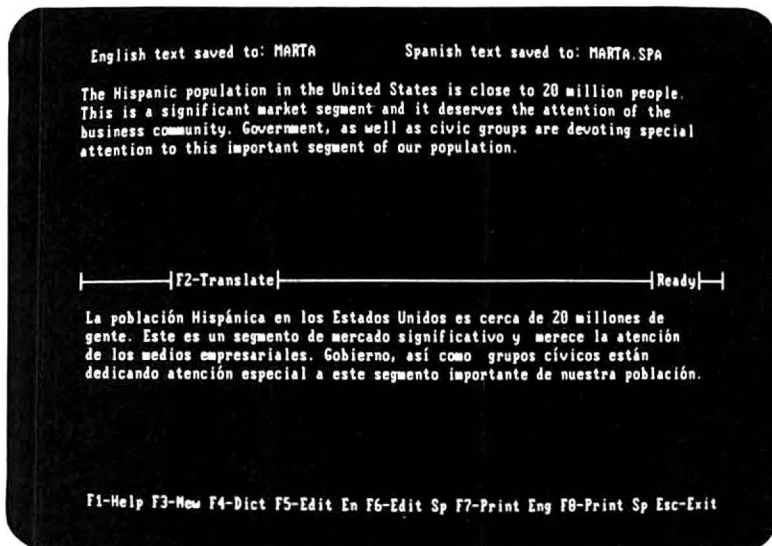 English text saved to: MARTA Spanish text saved to: MARTA.SPA
The Hispanic population in the United States is close to 20 million people.
This is a significant market segment and it deserves the attention of the
business community. Government, as well as civic groups are devoting special
attention to this important segment of our population.
F2-Translate Ready
La población Hispánica en los Estados Unidos es cerca de 20 millones de
gente. Este es un segmento de mercado significativo y merece la atención
de los medios empresariales. Gobierno, así como grupos cívicos están
dedicando atención especial a este segmento importante de nuestra población.
F1-Help F3-New F4-Dict F5-Edit En F6-Edit Sp F7-Print Eng F8-Print Sp Esc-Exit